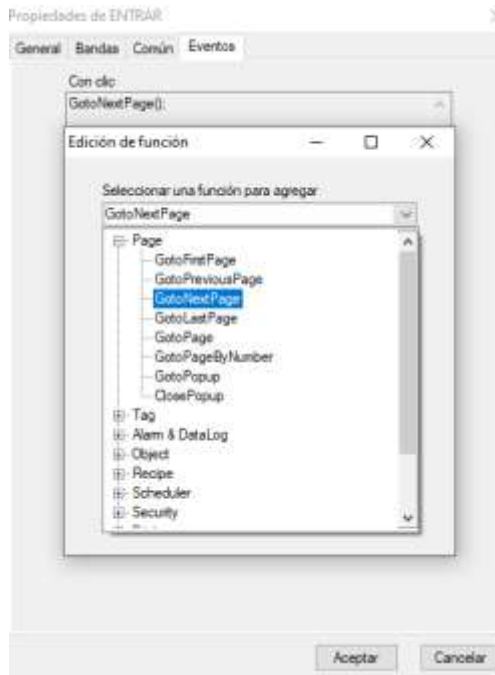 Propiedades de ENTRAR
General Bandas Común Eventos
Con clic
GotoNextPage();
Edición de función
Seleccionar una función para agregar
GotoNextPage
Page
GotoFirstPage
GotoPreviousPage
GotoNextPage
GotoLastPage
GotoPage
GotoPageByNumber
GotoPopup
ClosePopup
Tag
Alarm & DataLog
Object
Recipe
Scheduler
Security
Aceptar Cancelar